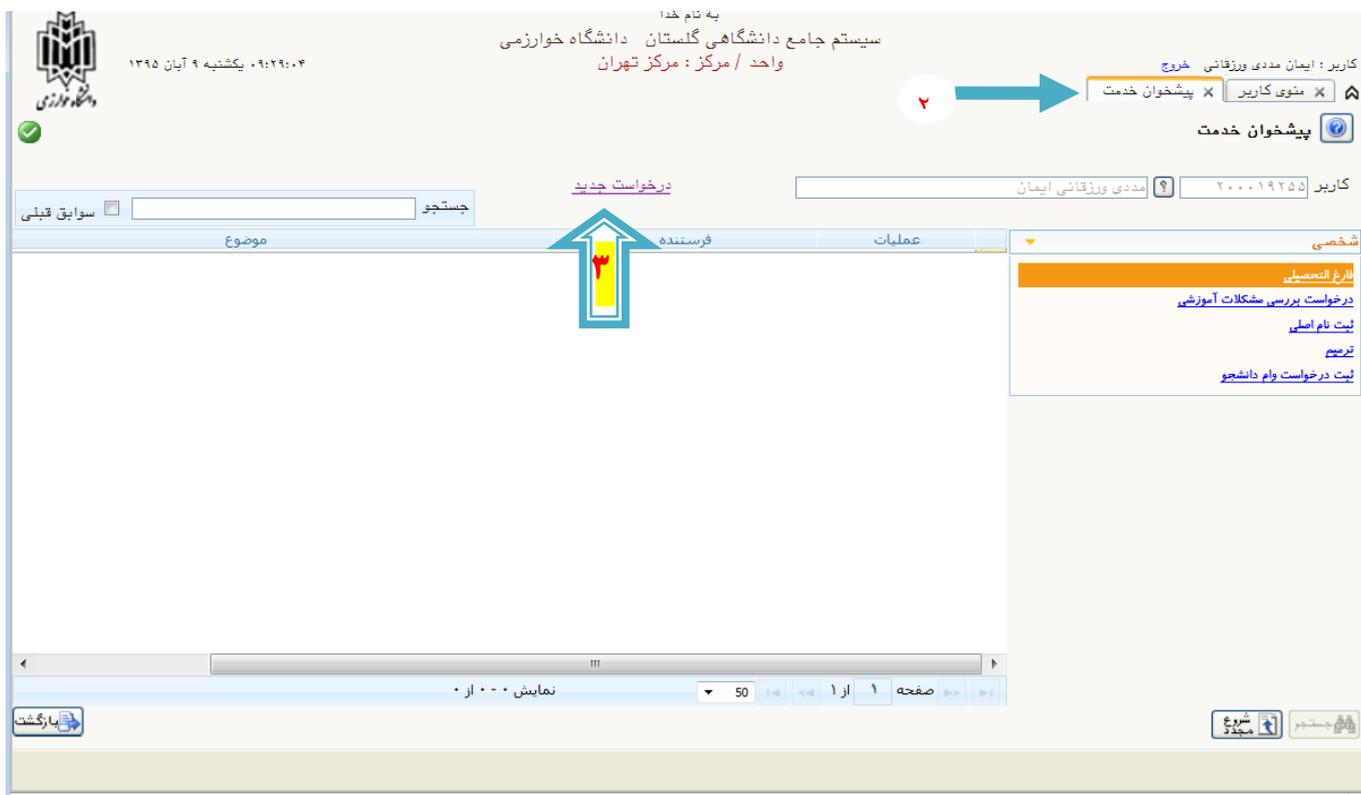 به نام خدا
سیستم جامع دانشگاهی گلستان دانشگاه خوارزمی
واحد / مرکز : مرکز تهران
۰۹:۲۹:۰۴ یکشنبه ۹ آبان ۱۳۹۵
دانشگاه خوارزمی
کاربر : ایمان مددی ورزقانی خروج
منوی کاربر
پیشخوان خدمت
۲
پیشخوان خدمت
کاربر ۲۰۰۰۱۹۲۵۵ مددی ورزقانی ایمان
درخواست جدید
جستجو
سوابق قبلی
عملیات فرستنده موضوع
۳
شخصی
فارغ التحصیلی
درخواست بررسی مشکلات آموزشی
ثبت نام اصلی
ترمیم
ثبت درخواست وام دانشجو
صفحه ۱ از ۱ 50 نمایش ۰ - ۰ از ۰
جستجو
شروع مجدد
بازگشت